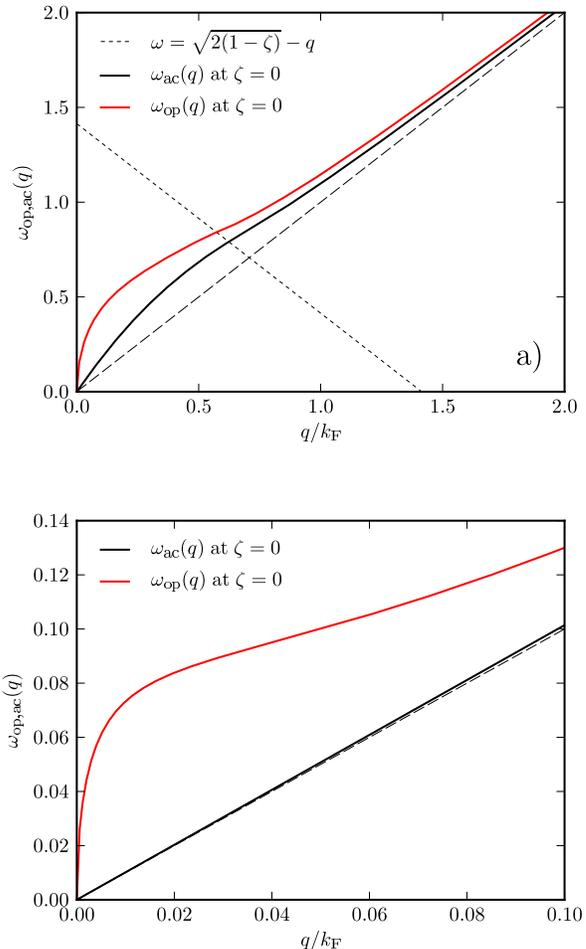 2.0
ω = √2(1 − ζ) − q
ω_ac(q) at ζ = 0
ω_op(q) at ζ = 0
1.5
1.0
0.5
0.0
ω_op,ac(q)
a)
0.0 0.5 1.0 1.5 2.0
q/k_F
0.14
ω_ac(q) at ζ = 0
ω_op(q) at ζ = 0
0.12
0.10
0.08
0.06
0.04
0.02
0.00
ω_op,ac(q)
0.00 0.02 0.04 0.06 0.08 0.10
q/k_F